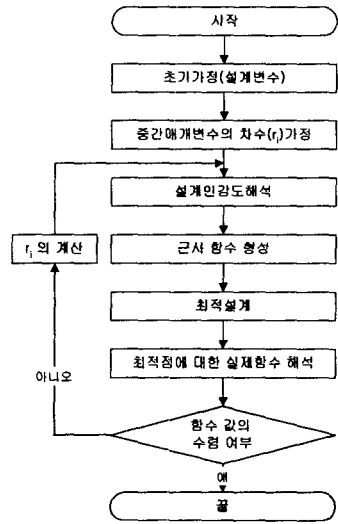 시작
초기가정(설계변수)
중간매개변수의 차수(rᵢ)가정
설계민감도해석
rᵢ 의 계산
근사 함수 형성
최적설계
최적점에 대한 실제함수 해석
아니오
함수 값의
수렴 여부
예
끝